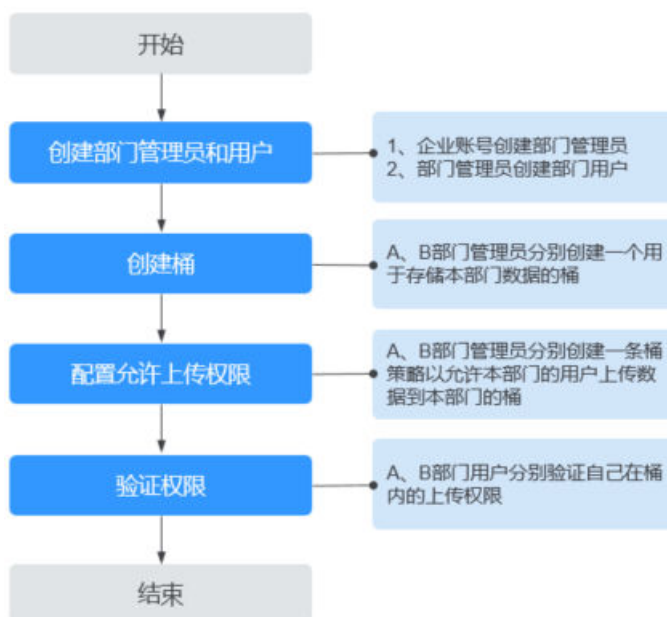 开始
创建部门管理员和用户
1、企业账号创建部门管理员
2、部门管理员创建部门用户
创建桶
A、B部门管理员分别创建一个用
于存储本部门数据的桶
配置允许上传权限
A、B部门管理员分别创建一条桶
策略以允许本部门的用户上传数
据到本部门的桶
验证权限
A、B部门用户分别验证自己在桶
内的上传权限
结束